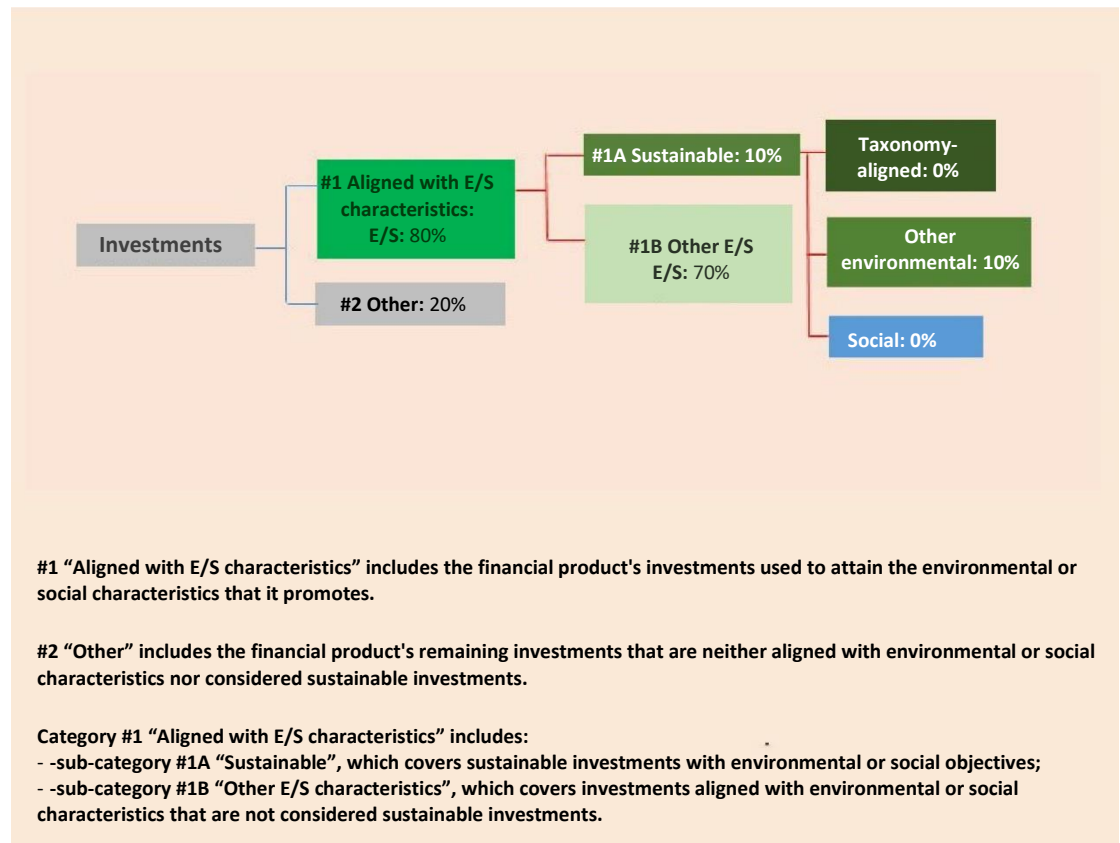 Investments
#1 Aligned with E/S
characteristics:
E/S: 80%
#2 Other: 20%
#1A Sustainable: 10%
#1B Other E/S
E/S: 70%
Taxonomy-
aligned: 0%
Other
environmental: 10%
Social: 0%
#1 “Aligned with E/S characteristics” includes the financial product's investments used to attain the environmental or
social characteristics that it promotes.
#2 “Other” includes the financial product's remaining investments that are neither aligned with environmental or social
characteristics nor considered sustainable investments.
Category #1 “Aligned with E/S characteristics” includes:
- -sub-category #1A “Sustainable”, which covers sustainable investments with environmental or social objectives;
- -sub-category #1B “Other E/S characteristics”, which covers investments aligned with environmental or social
characteristics that are not considered sustainable investments.